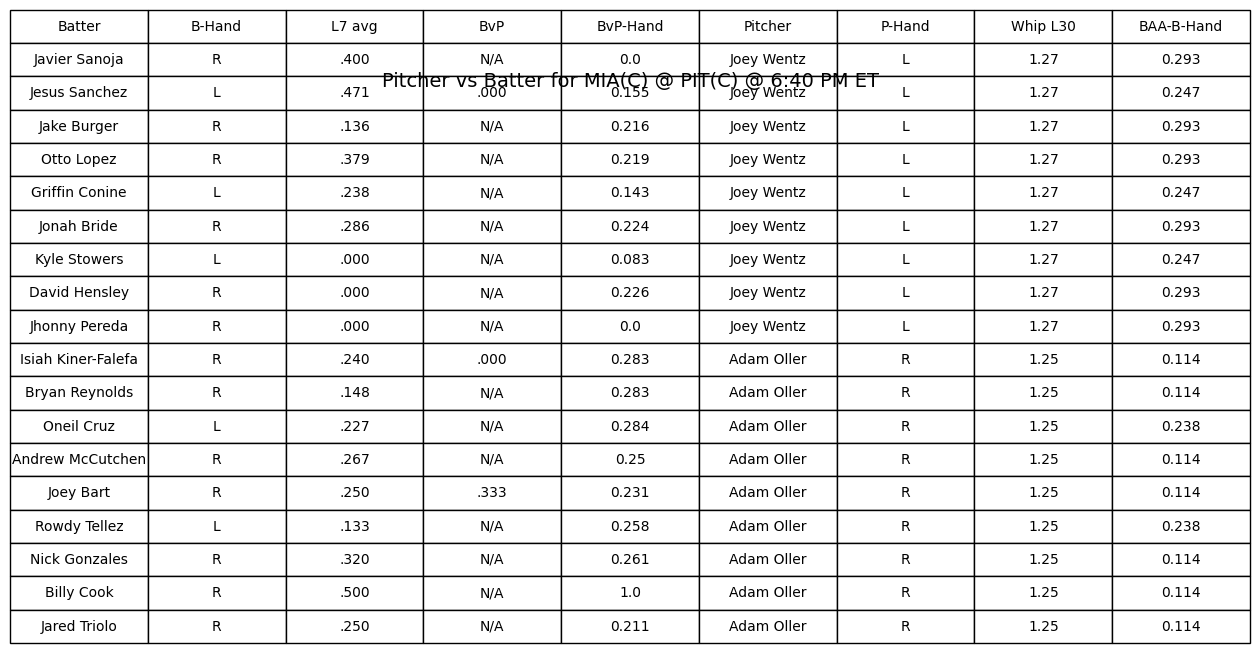 Batter B-Hand L7 avg BvP BvP-Hand Pitcher P-Hand Whip L30 BAA-B-Hand
Javier Sanoja R .400 N/A 0.0 Joey Wentz L 1.27 0.293
Pitcher vs Batter for MIA(C) @ PIT(C) @ 6:40 PM ET
Jesus Sanchez L .471 .000 0.155 Joey Wentz L 1.27 0.247
Jake Burger R .136 N/A 0.216 Joey Wentz L 1.27 0.293
Otto Lopez R .379 N/A 0.219 Joey Wentz L 1.27 0.293
Griffin Conine L .238 N/A 0.143 Joey Wentz L 1.27 0.247
Jonah Bride R .286 N/A 0.224 Joey Wentz L 1.27 0.293
Kyle Stowers L .000 N/A 0.083 Joey Wentz L 1.27 0.247
David Hensley R .000 N/A 0.226 Joey Wentz L 1.27 0.293
Jhonny Pereda R .000 N/A 0.0 Joey Wentz L 1.27 0.293
Isiah Kiner-Falefa R .240 .000 0.283 Adam Oller R 1.25 0.114
Bryan Reynolds R .148 N/A 0.283 Adam Oller R 1.25 0.114
Oneil Cruz L .227 N/A 0.284 Adam Oller R 1.25 0.238
Andrew McCutchen R .267 N/A 0.25 Adam Oller R 1.25 0.114
Joey Bart R .250 .333 0.231 Adam Oller R 1.25 0.114
Rowdy Tellez L .133 N/A 0.258 Adam Oller R 1.25 0.238
Nick Gonzales R .320 N/A 0.261 Adam Oller R 1.25 0.114
Billy Cook R .500 N/A 1.0 Adam Oller R 1.25 0.114
Jared Triolo R .250 N/A 0.211 Adam Oller R 1.25 0.114